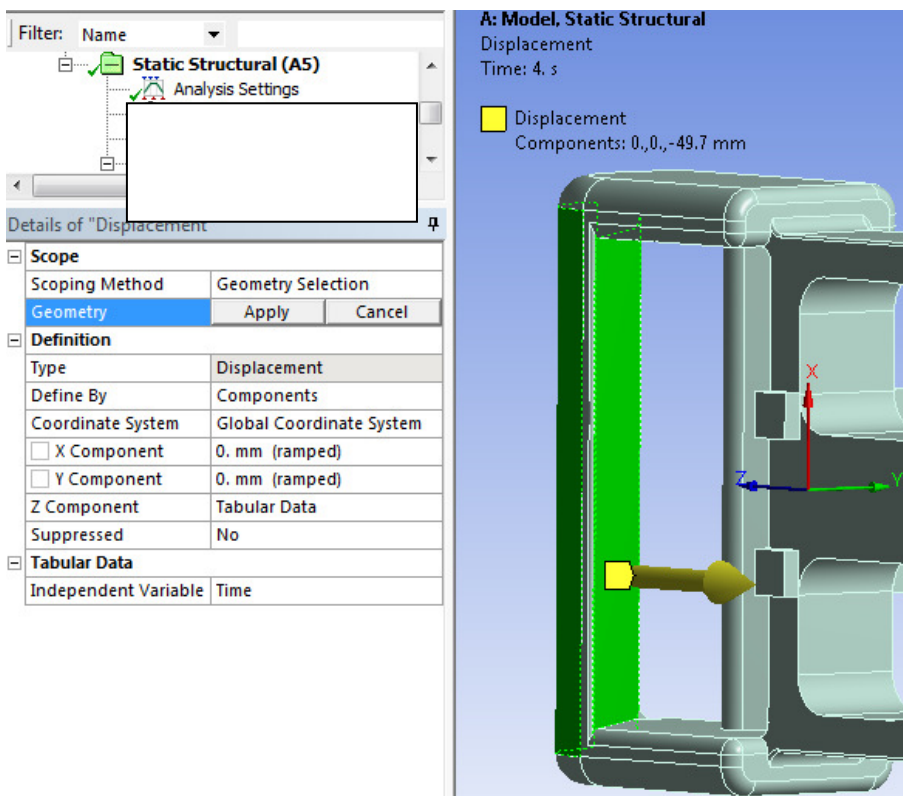 Filter: Name
Static Structural (A5)
Analysis Settings
Details of "Displacement"
Scope
Scoping Method Geometry Selection
Geometry Apply Cancel
Definition
Type Displacement
Define By Components
Coordinate System Global Coordinate System
X Component 0. mm (ramped)
Y Component 0. mm (ramped)
Z Component Tabular Data
Suppressed No
Tabular Data
Independent Variable Time
A: Model, Static Structural
Displacement
Time: 4. s
Displacement
Components: 0.,0.,-49.7 mm
X
Z
Y